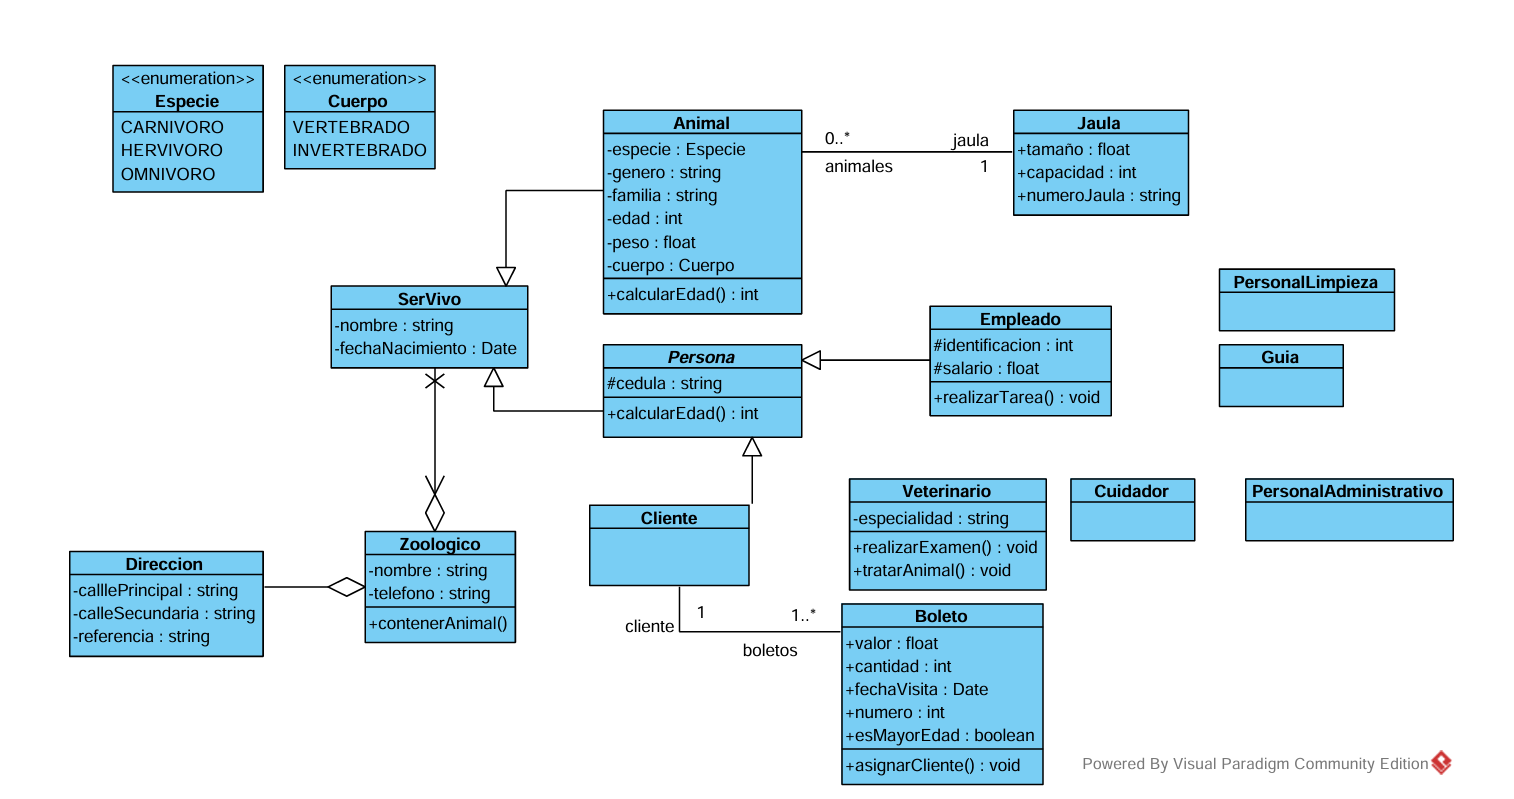 <<enumeration>>
Especie
CARNIVORO
HERVIVORO
OMNIVORO
<<enumeration>>
Cuerpo
VERTEBRADO
INVERTEBRADO
Animal
-especie : Especie
-genero : string
-familia : string
-edad : int
-peso : float
-cuerpo : Cuerpo
+calcularEdad() : int
0..*
animales
jaula
1
Jaula
+tamaño : float
+capacidad : int
+numeroJaula : string
SerVivo
-nombre : string
-fechaNacimiento : Date
Persona
#cedula : string
+calcularEdad() : int
Empleado
#identificacion : int
#salario : float
+realizarTarea() : void
PersonalLimpieza
Guia
Veterinario
-especialidad : string
+realizarExamen() : void
+tratarAnimal() : void
Cuidador
PersonalAdministrativo
Cliente
Zoologico
-nombre : string
-telefono : string
+contenerAnimal()
Direccion
-calllePrincipal : string
-calleSecundaria : string
-referencia : string
1
cliente
1..*
boletos
Boleto
+valor : float
+cantidad : int
+fechaVisita : Date
+numero : int
+esMayorEdad : boolean
+asignarCliente() : void
Powered By Visual Paradigm Community Edition